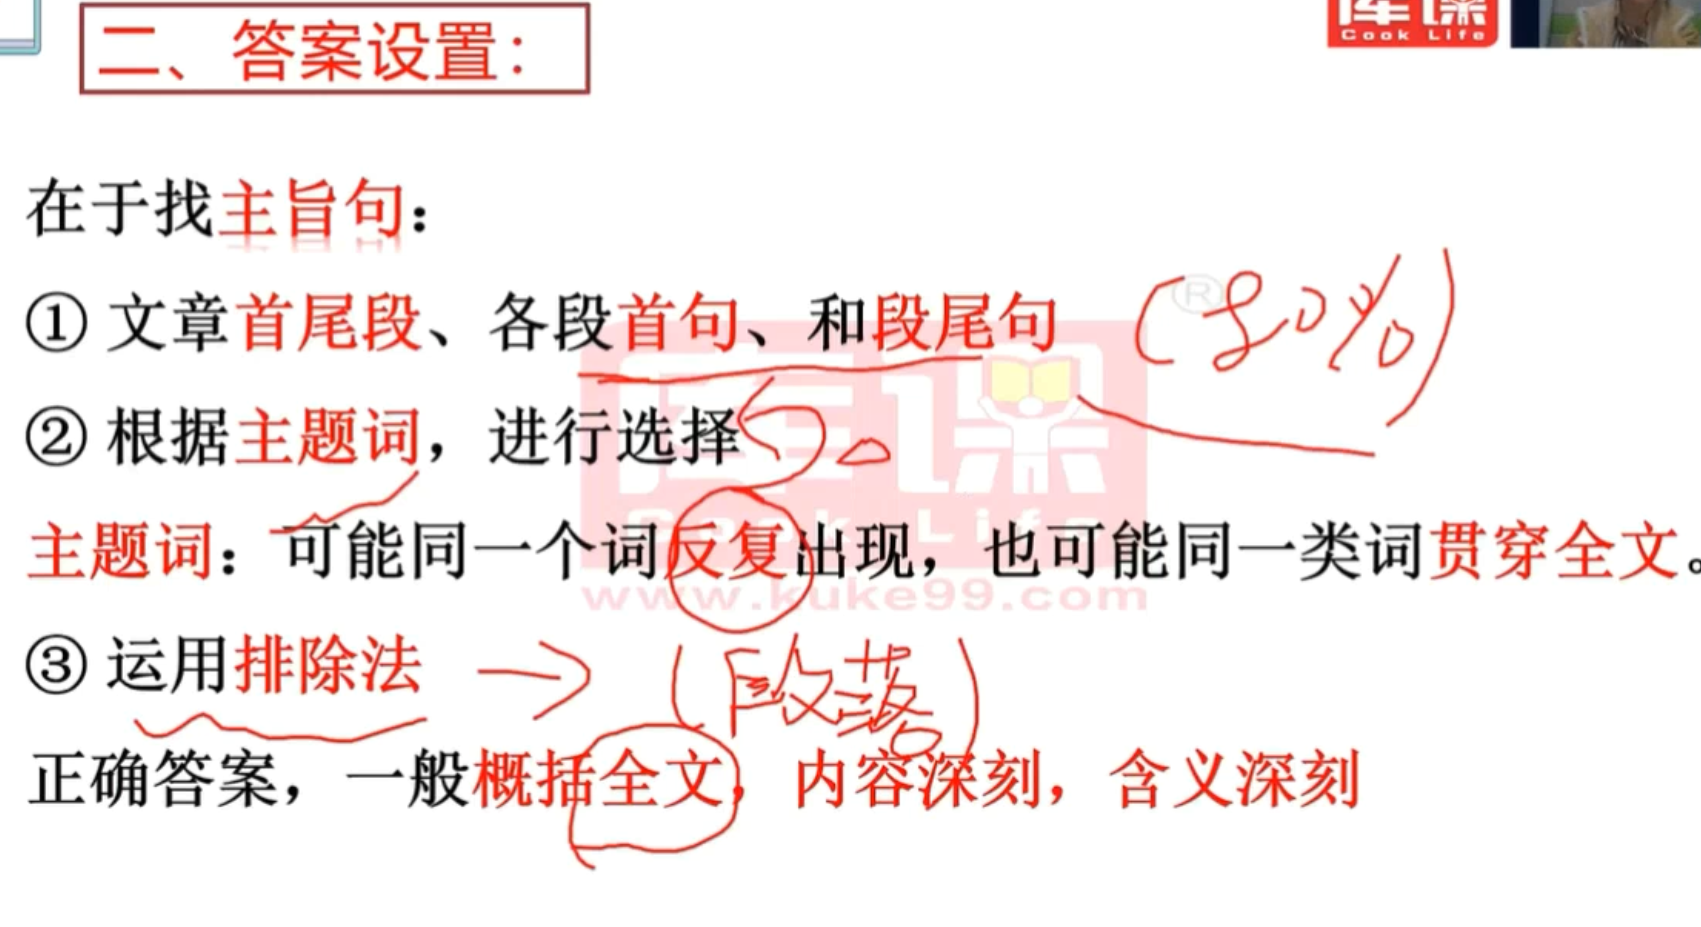 库课
Cook Life
二、答案设置：
在于找主旨句：
①文章首尾段、各段首句、和段尾句 (80%)
②根据主题词，进行选择。
主题词：可能同一个词反复出现，也可能同一类词贯穿全文。
③运用排除法 → (段落)
正确答案，一般概括全文，内容深刻，含义深刻
库课
®
Cook Life
www.kuke99.com